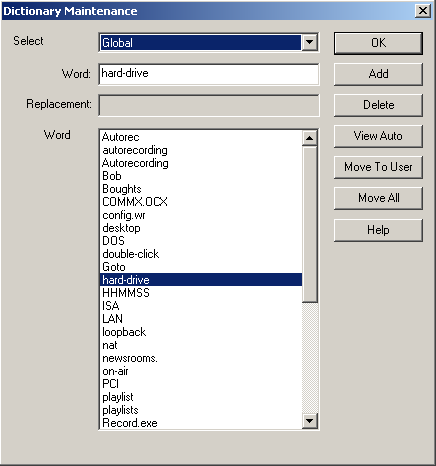 Dictionary Maintenance
Select
Global
OK
Word:
hard-drive
Add
Replacement:
Delete
Word
View Auto
Move To User
Move All
Help
Autorec
autorecording
Autorecording
Bob
Boughts
COMMX.OCX
config.wr
desktop
DOS
double-click
Goto
hard-drive
HHMMSS
ISA
LAN
loopback
nat
newsrooms.
on-air
PCI
playlist
playlists
Record.exe